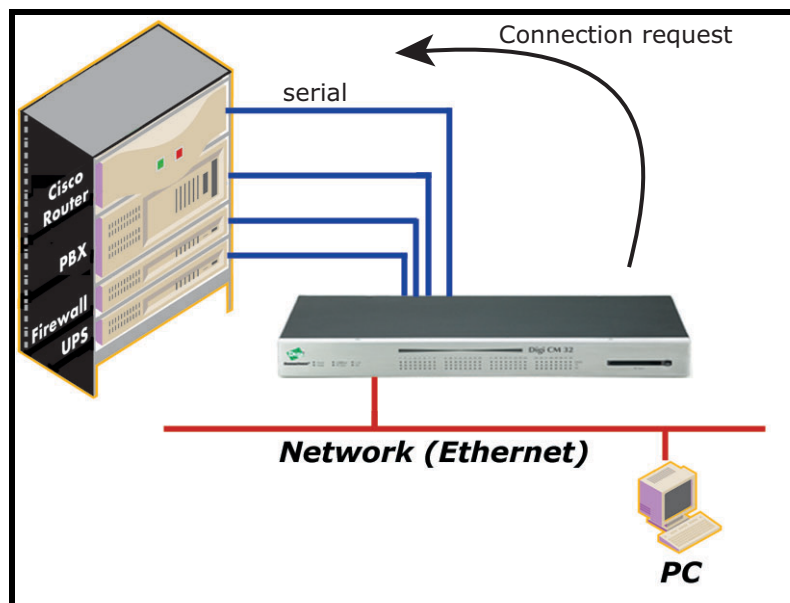 Connection request
serial
Cisco
Router
PBX
Firewall
UPS
Digi CM 32
Network (Ethernet)
PC